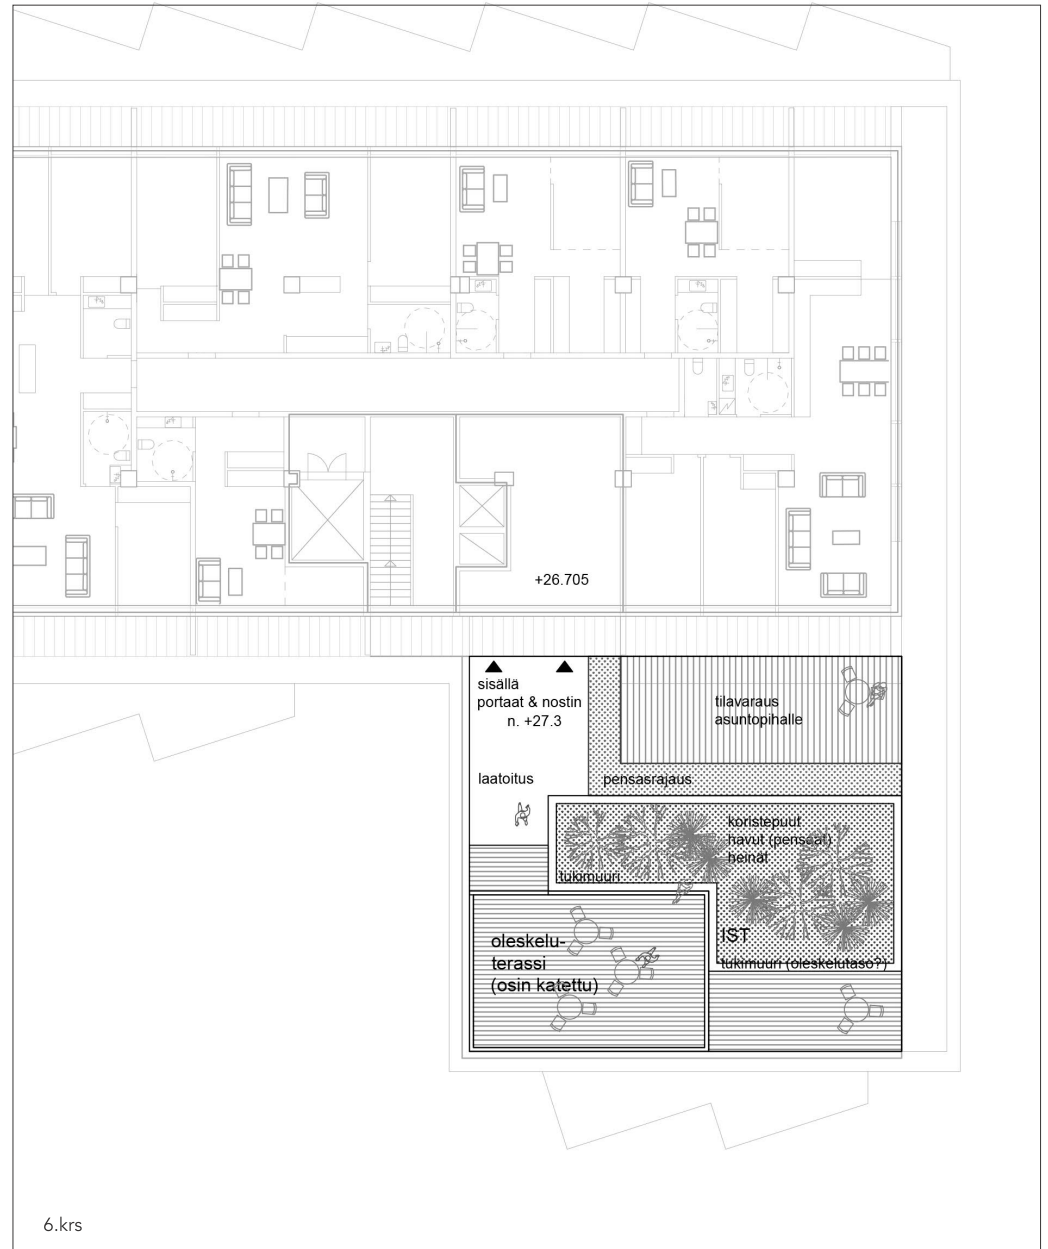 +26.705
sisällä
portaat & nostin
n. +27.3
tilavaraus
asuntopihalle
laatoitus
pensasrajaus
koristepuut
havut (pensaat)
heinät
tukimuuri
IST
tukimuuri (oleskelutaso?)
oleskelu-
terassi
(osin katettu)
6.krs